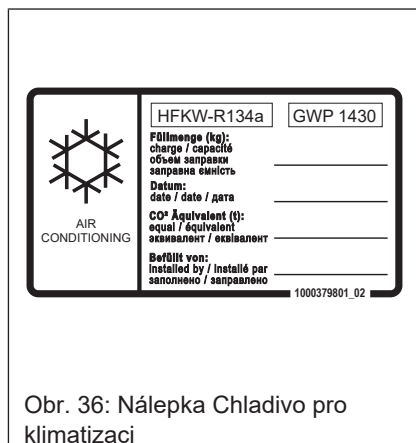 HFKW-R134a GWP 1430
Füllmenge (kg):
charge / capacité
объем заправки
заправна ємність
Datum:
date / date / дата
CO² Äquivalent (t):
equal / équivalent
эквивалент / еквівалент
Befüllt von:
installed by / installé par
заполнено / заправлено
AIR
CONDITIONING
1000379801_02
Obr. 36: Nálepka Chladivo pro
klimatizaci